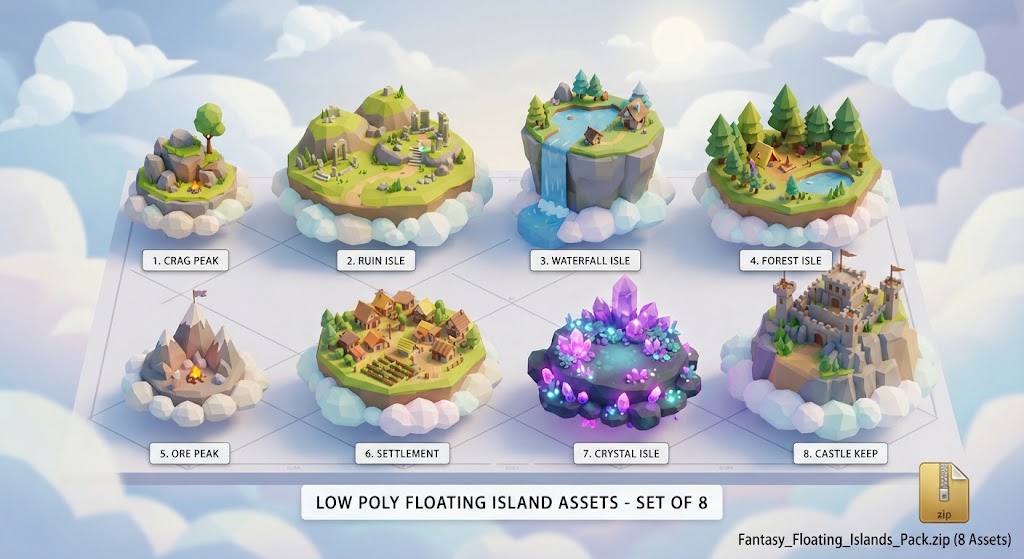 1. CRAG PEAK
2. RUIN ISLE
3. WATERFALL ISLE
4. FOREST ISLE
5. ORE PEAK
6. SETTLEMENT
7. CRYSTAL ISLE
8. CASTLE KEEP
LOW POLY FLOATING ISLAND ASSETS - SET OF 8
zip
Fantasy_Floating_Islands_Pack.zip (8 Assets)